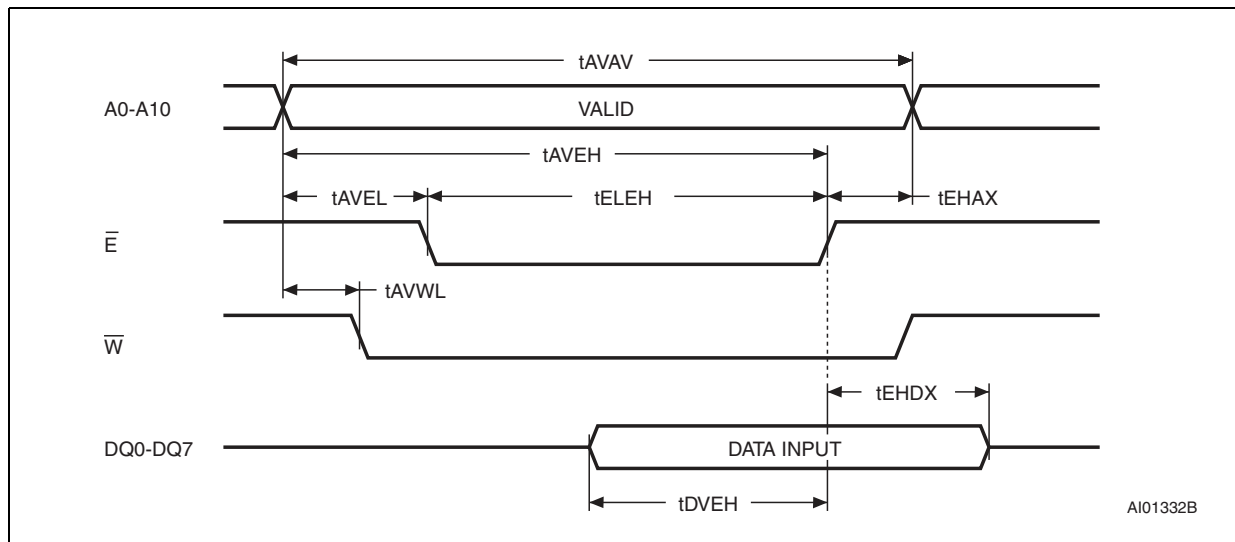 tAVAV
A0-A10 VALID
tAVEH
tAVEL tELEH tEHAX
E̅
tAVWL
W̅
tEHDX
DQ0-DQ7 DATA INPUT
tDVEH
AI01332B